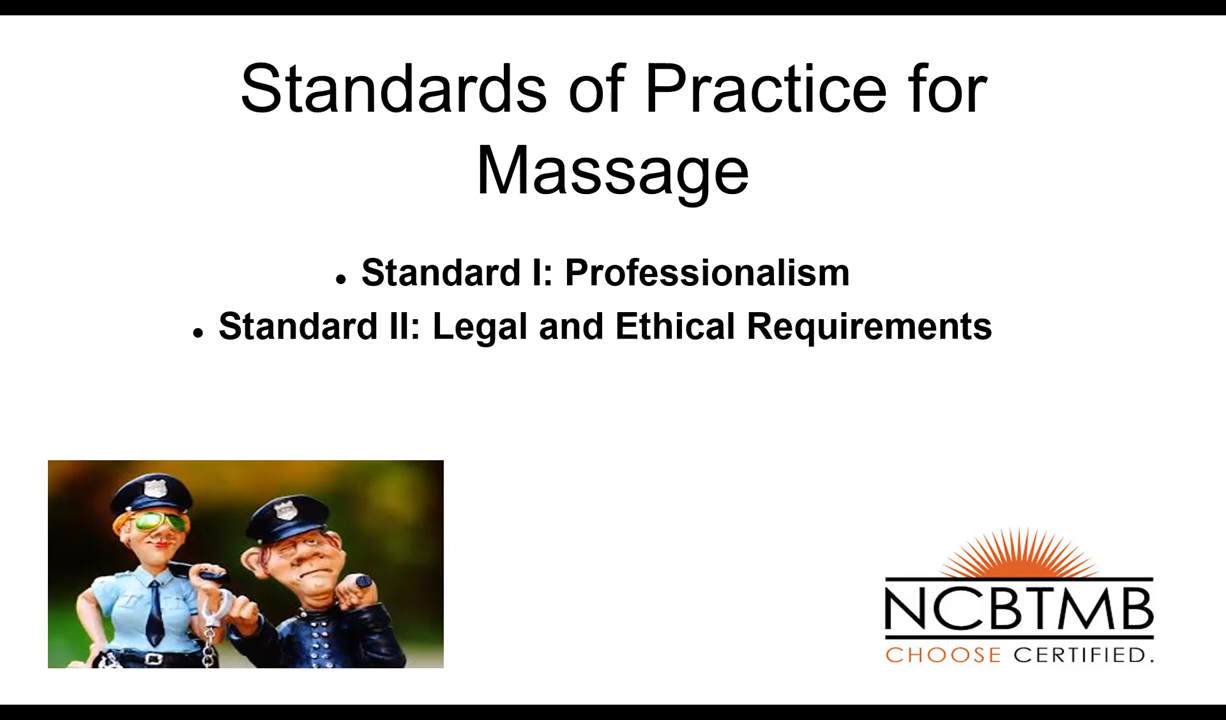 Standards of Practice for
Massage
• Standard I: Professionalism
• Standard II: Legal and Ethical Requirements
NCBTMB
CHOOSE CERTIFIED.